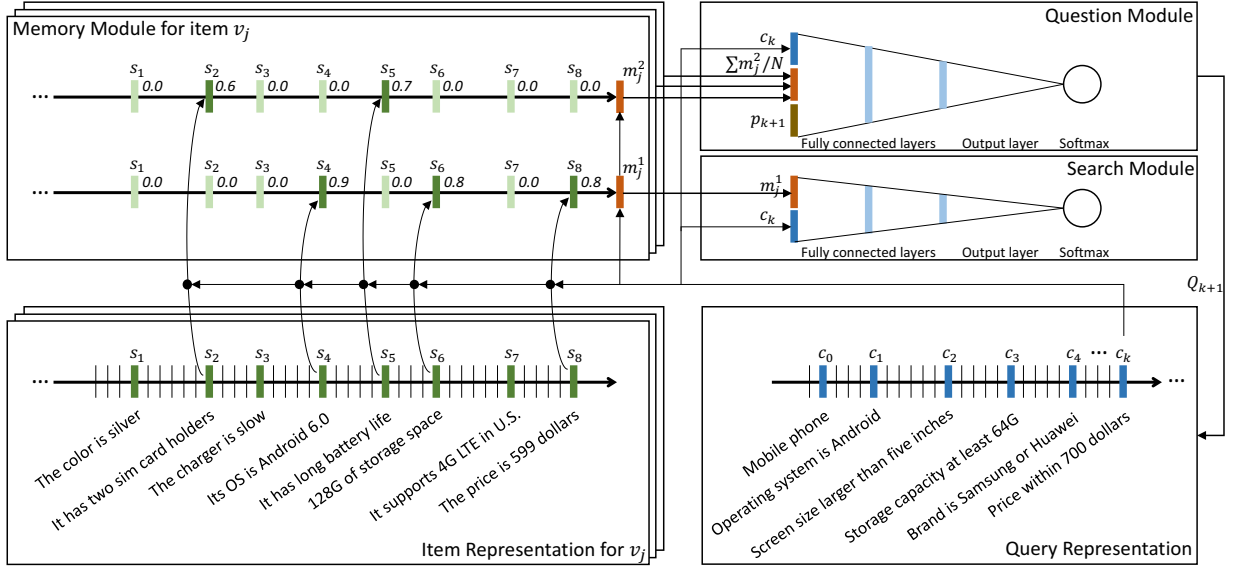 Memory Module for item v_j
s_1 s_2 s_3 s_4 s_5 s_6 s_7 s_8 m_j^2
0.0 0.6 0.0 0.0 0.7 0.0 0.0 0.0
...
s_1 s_2 s_3 s_4 s_5 s_6 s_7 s_8 m_j^1
0.0 0.0 0.0 0.9 0.0 0.8 0.0 0.8
...
Question Module
c_k
∑m_j^2/N
p_{k+1}
Fully connected layers Output layer Softmax
Search Module
m_j^1
c_k
Fully connected layers Output layer Softmax
Q_{k+1}
s_1 s_2 s_3 s_4 s_5 s_6 s_7 s_8
...
The color is silver
It has two sim card holders
The charger is slow
Its OS is Android 6.0
It has long battery life
128G of storage space
It supports 4G LTE in U.S.
The price is 599 dollars
Item Representation for v_j
c_0 c_1 c_2 c_3 c_4 ... c_k
...
Mobile phone
Operating system is Android
Screen size larger than five inches
Storage capacity at least 64G
Brand is Samsung or Huawei
Price within 700 dollars
Query Representation